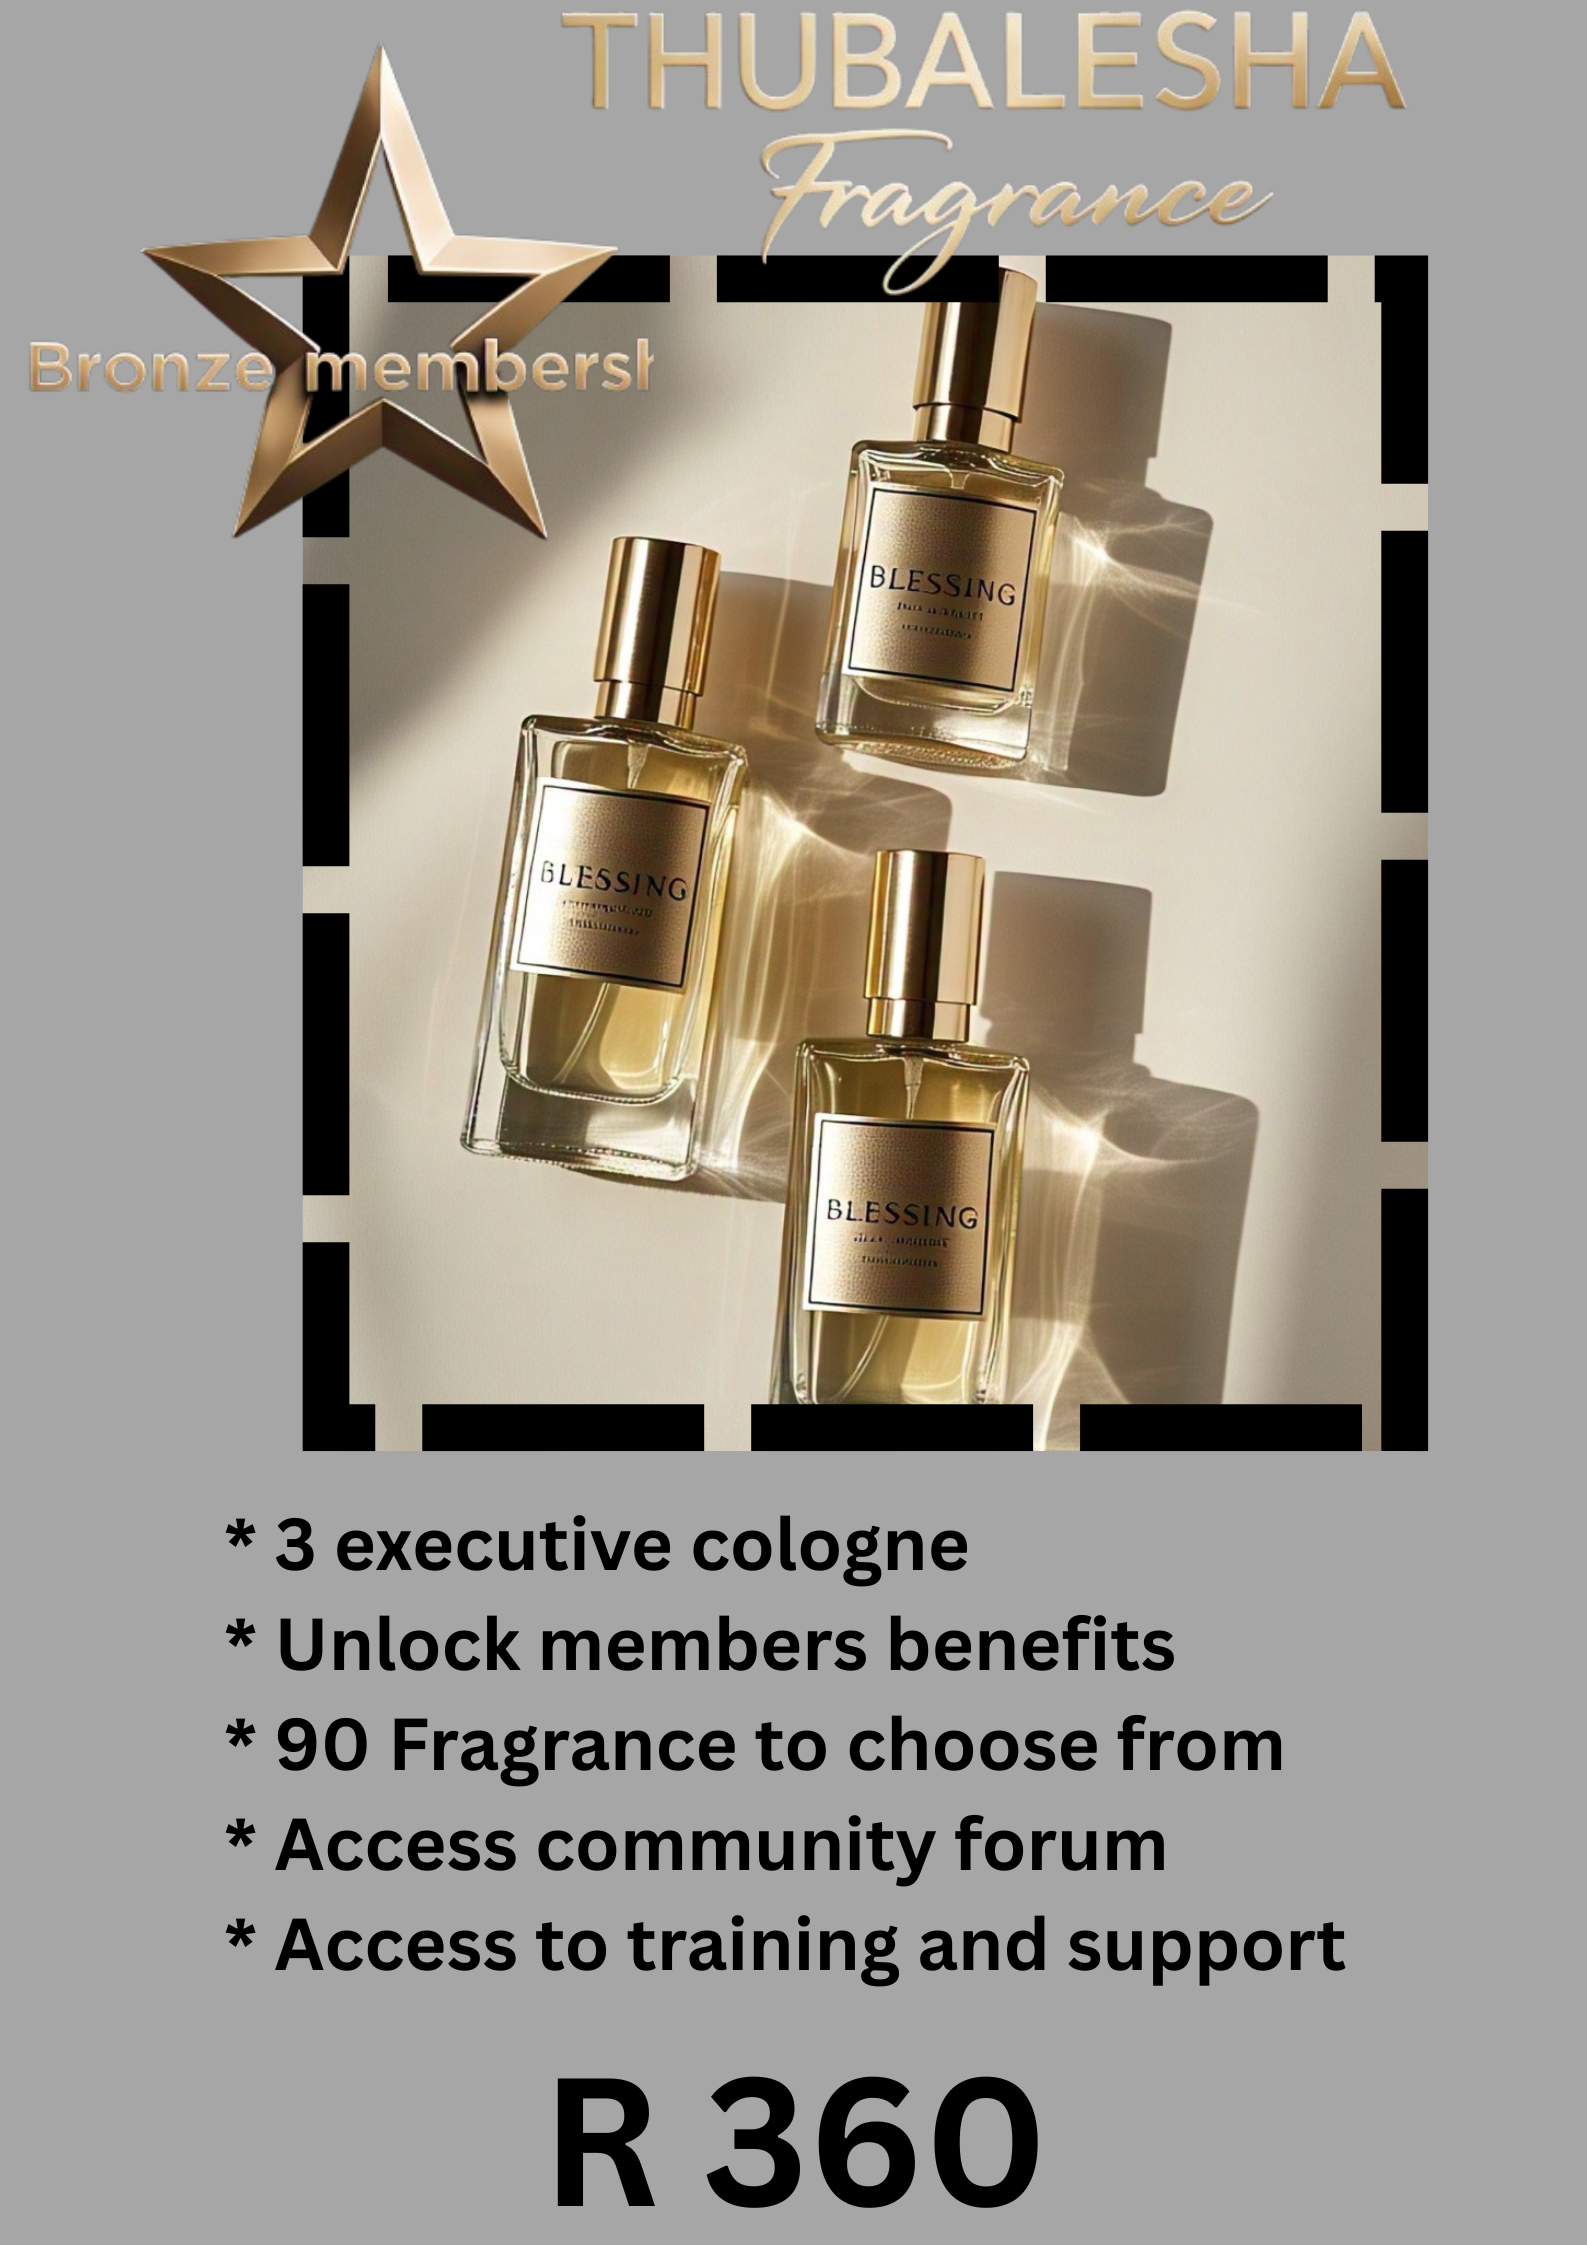 THUBALESHA
Fragrance
Bronze membersh
BLESSING
BLESSING
BLESSING
* 3 executive cologne
* Unlock members benefits
* 90 Fragrance to choose from
* Access community forum
* Access to training and support
R 360